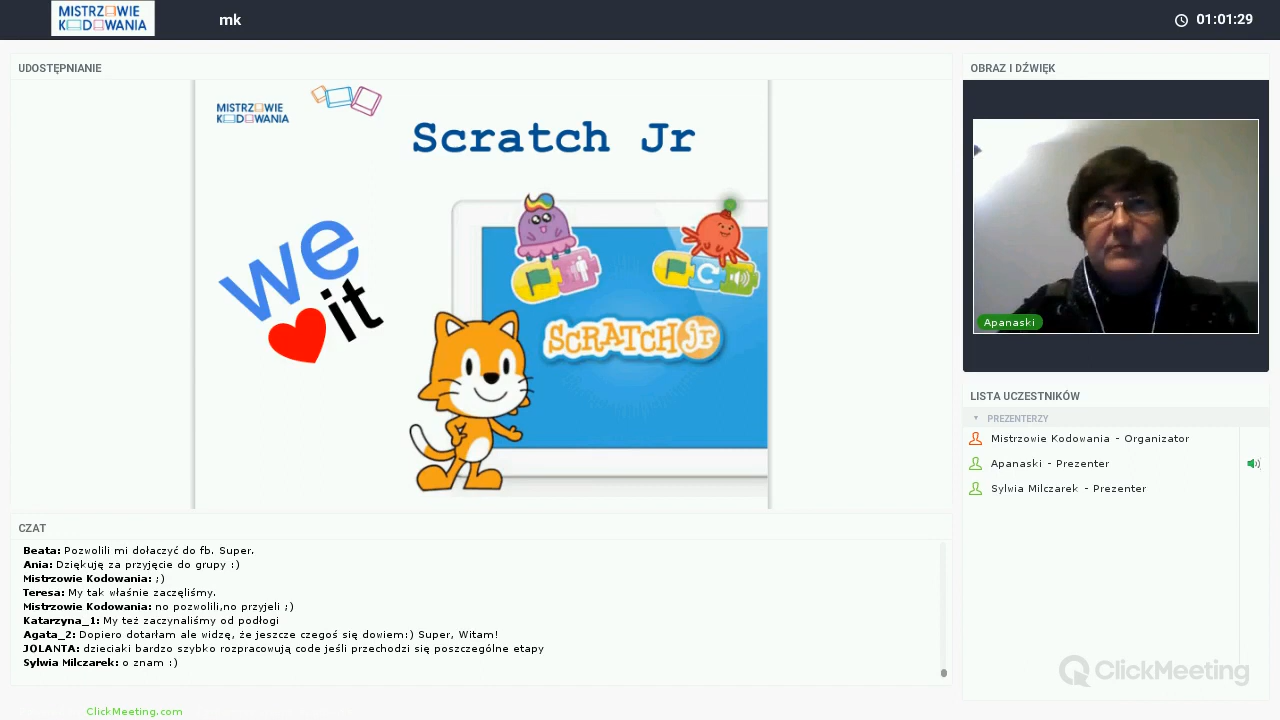 MISTRZOWIE
KODOWANIA
mk
01:01:29
UDOSTĘPNIANIE
MISTRZOWIE
KODOWANIA
Scratch Jr
we
it
SCRATCH jr
CZAT
Beata: Pozwolili mi dołaczyć do fb. Super.
Ania: Dziękuję za przyjęcie do grupy :)
Mistrzowie Kodowania: ;)
Teresa: My tak właśnie zaczęliśmy.
Mistrzowie Kodowania: no pozwolili,no przyjeli ;)
Katarzyna_1: My też zaczynaliśmy od podłogi
Agata_2: Dopiero dotarłam ale widzę, że jeszcze czegoś się dowiem:) Super, Witam!
JOLANTA: dzieciaki bardzo szybko rozpracowują code jeśli przechodzi się poszczególne etapy
Sylwia Milczarek: o znam :)
ClickMeeting.com
OBRAZ I DŹWIĘK
Apanaski
LISTA UCZESTNIKÓW
PREZENTERZY
Mistrzowie Kodowania - Organizator
Apanaski - Prezenter
Sylwia Milczarek - Prezenter
ClickMeeting